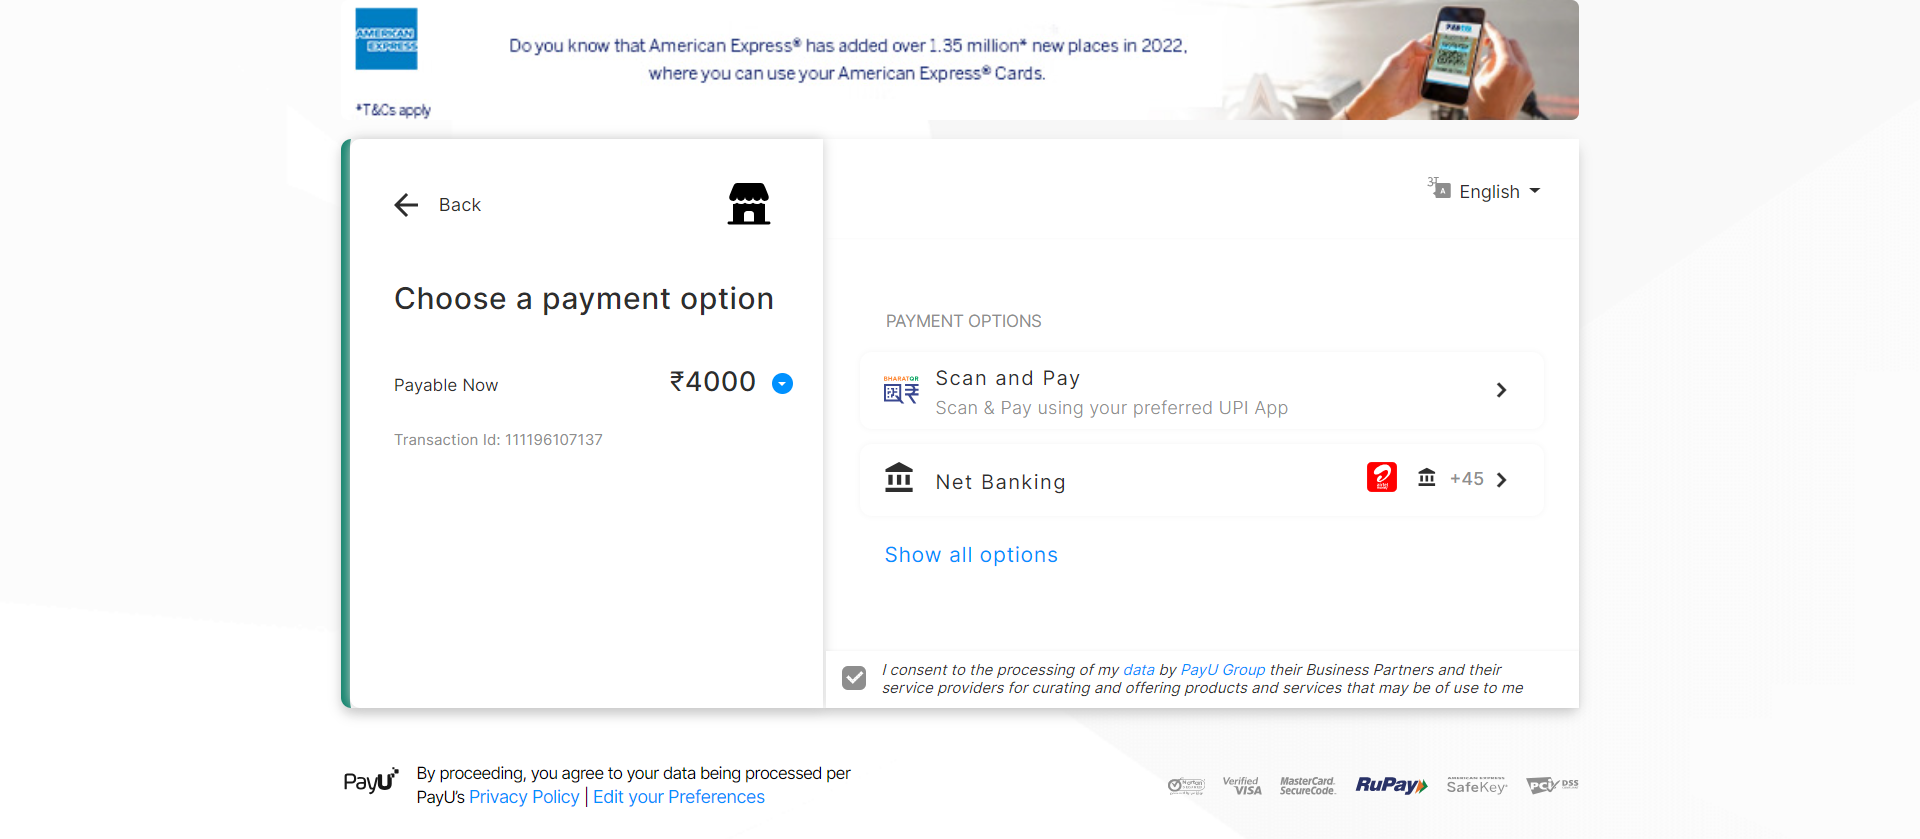 AMERICAN
EXPRESS
Do you know that American Express® has added over 1.35 million* new places in 2022,
where you can use your American Express® Cards.
*T&Cs apply
Back
English
Choose a payment option
Payable Now
₹4000
Transaction Id: 111196107137
PAYMENT OPTIONS
BHARATQR
Scan and Pay
Scan & Pay using your preferred UPI App
Net Banking
+45
Show all options
I consent to the processing of my data by PayU Group their Business Partners and their
service providers for curating and offering products and services that may be of use to me
PayU
By proceeding, you agree to your data being processed per
PayU's Privacy Policy | Edit your Preferences
Verified
VISA
MasterCard.
SecureCode.
RuPay
AMERICAN EXPRESS
SafeKey
PCI DSS